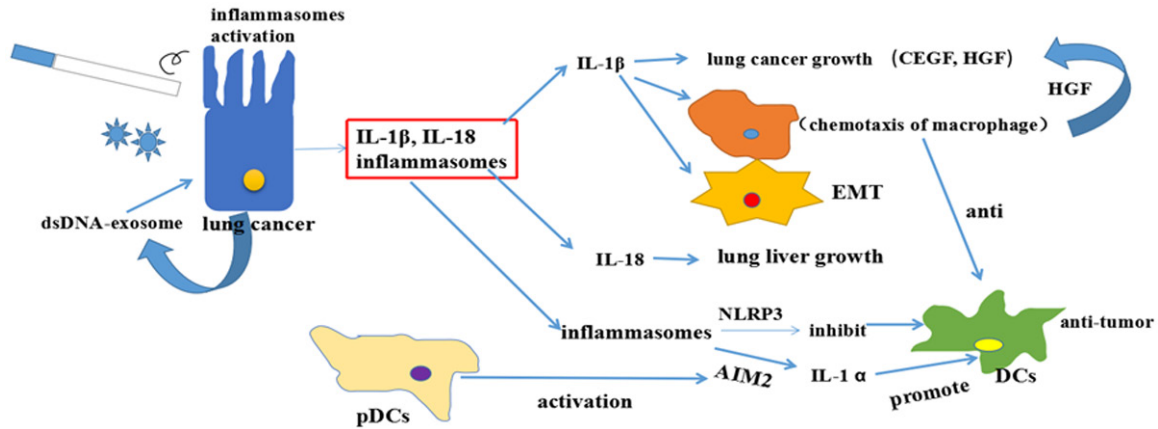 inflammasomes
activation
dsDNA-exosome
lung cancer
IL-1β, IL-18
inflammasomes
IL-1β
lung cancer growth (CEGF, HGF)
HGF
(chemotaxis of macrophage)
EMT
anti
IL-18
lung liver growth
inflammasomes
NLRP3
inhibit
anti-tumor
DCs
AIM2
IL-1 α
promote
activation
pDCs